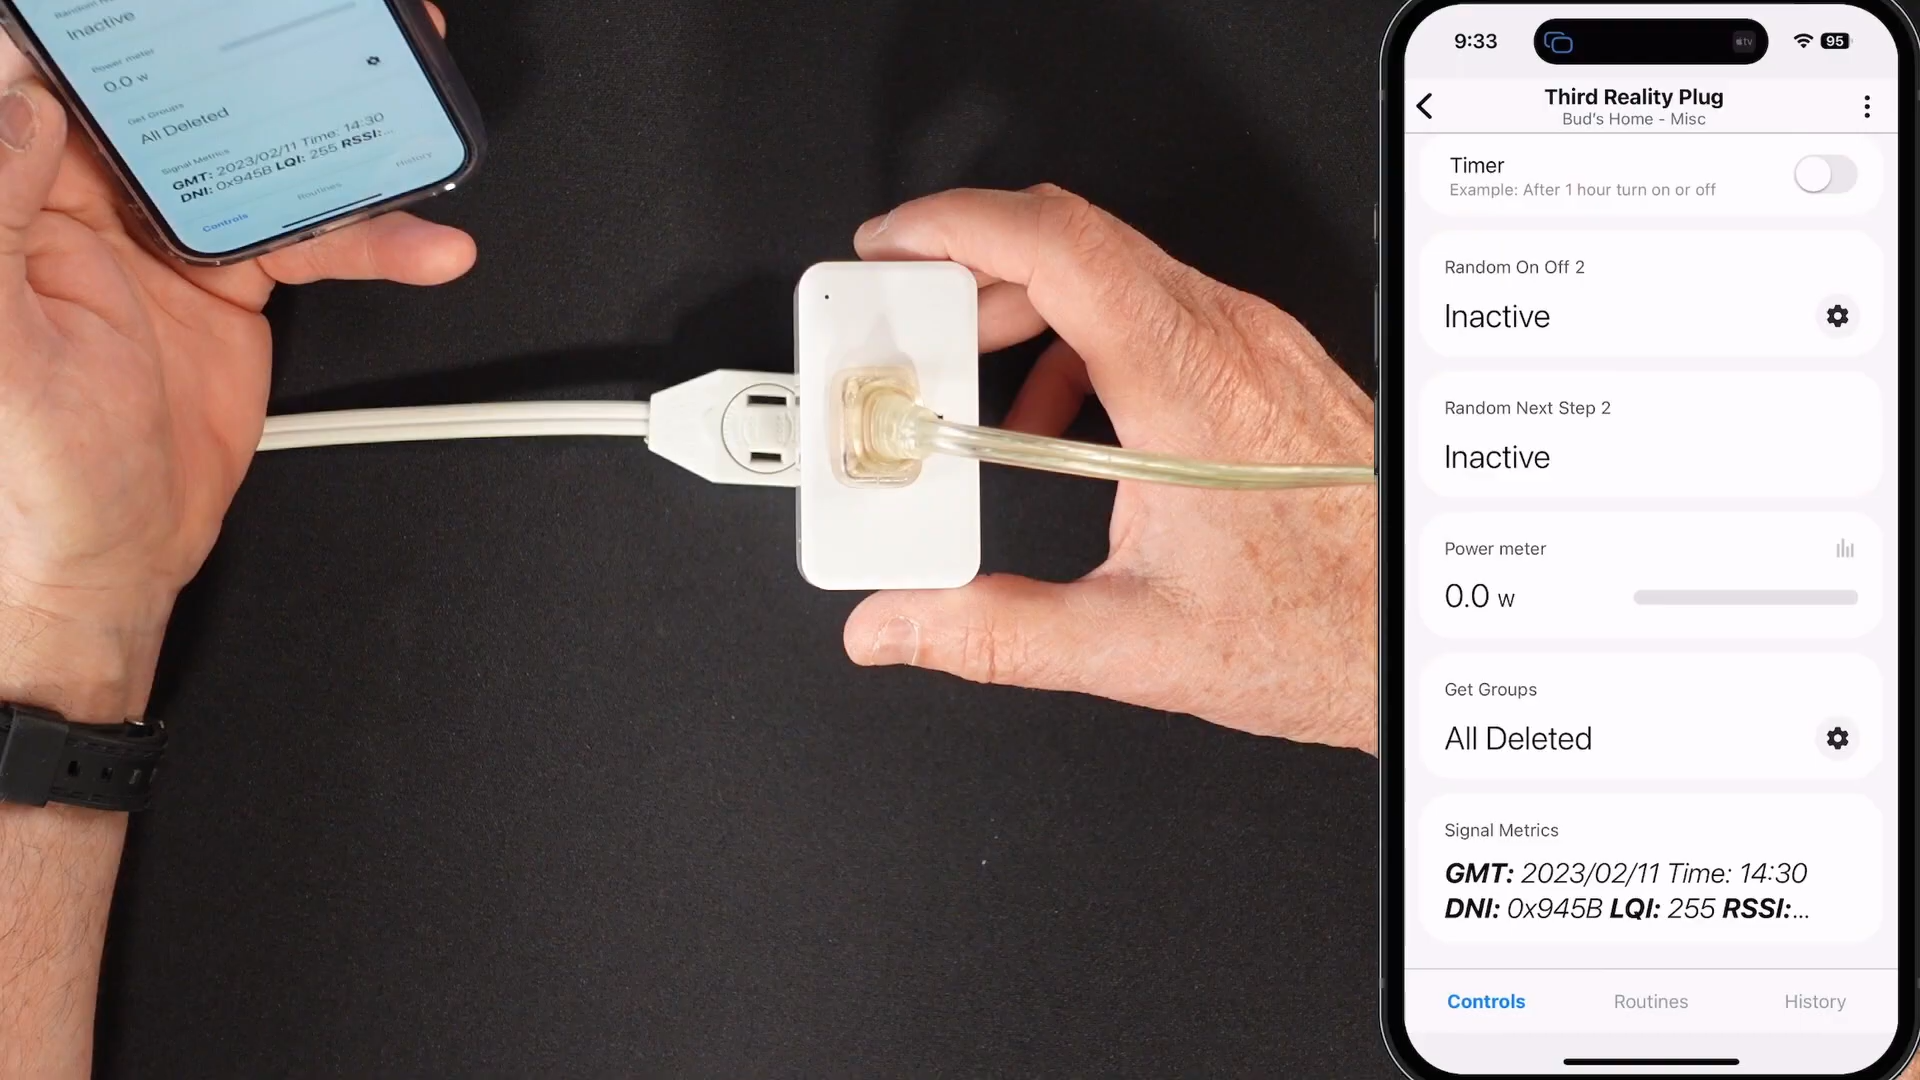 Random
Inactive
Power meter
0.0 w
Get Groups
All Deleted
Signal Metrics
GMT: 2023/02/11 Time: 14:30
DNI: 0x945B LQI: 255 RSSI:...
Controls
Routines
History
9:33
tv
95
Third Reality Plug
Bud's Home - Misc
Timer
Example: After 1 hour turn on or off
Random On Off 2
Inactive
Random Next Step 2
Inactive
Power meter
0.0 w
Get Groups
All Deleted
Signal Metrics
GMT: 2023/02/11 Time: 14:30
DNI: 0x945B LQI: 255 RSSI:...
Controls
Routines
History